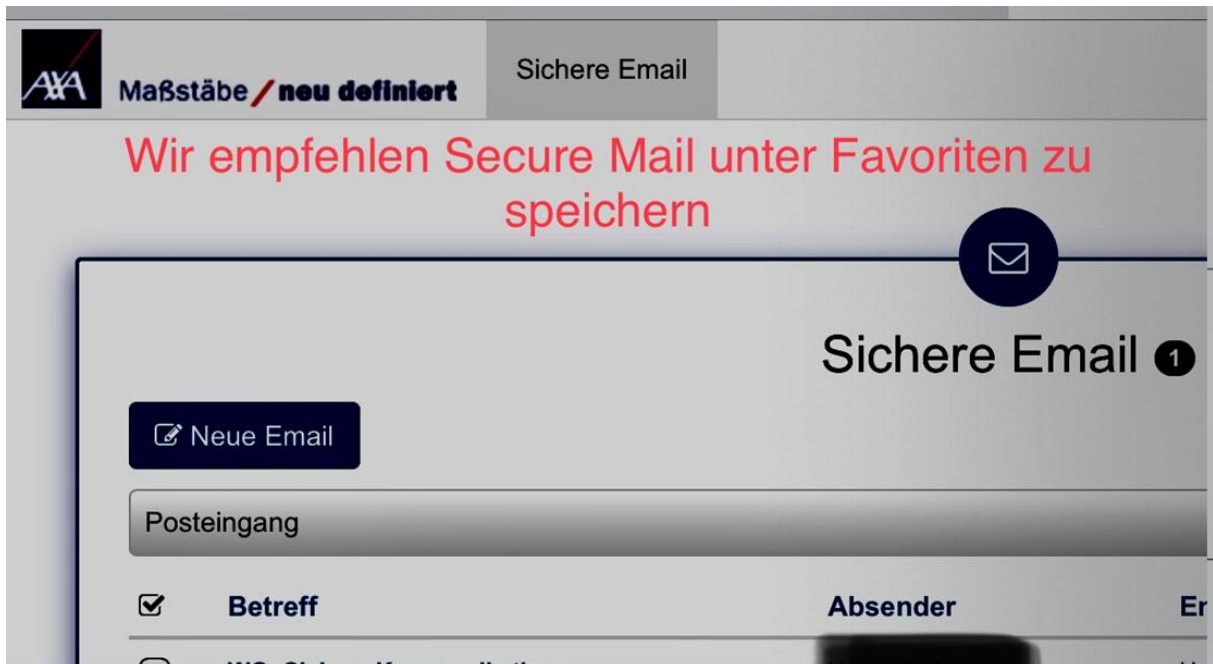 AXA
Maßstäbe / neu definiert
Sichere Email
Wir empfehlen Secure Mail unter Favoriten zu
speichern
Sichere Email 1
Neue Email
Posteingang
Betreff Absender